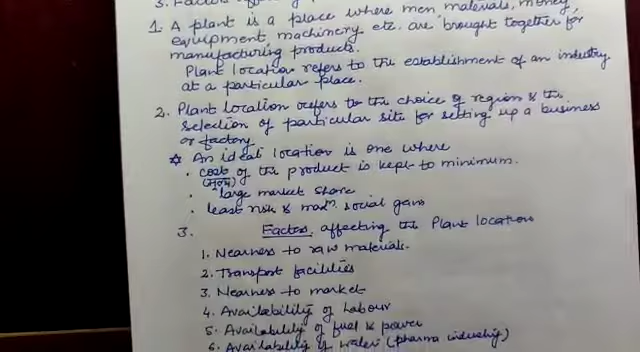 3. Factors
1. A plant is a place where men materials, money,
equipment, machinery etc. are brought together for
manufacturing products.
Plant location refers to the establishment of an industry
at a particular place.
2. Plant location refers to the choice of region & the
selection of particular site for setting up a business
or factory.
☆ An ideal location is one where
• cost of the product is kept to minimum.
• large market share
• least risk & maxm. social gain
3. Factors affecting the Plant location
1. Nearness to raw materials.
2. Transport facilities
3. Nearness to market
4. Availability of Labour
5. Availability of fuel & power
6. Availability of water (pharma industry)